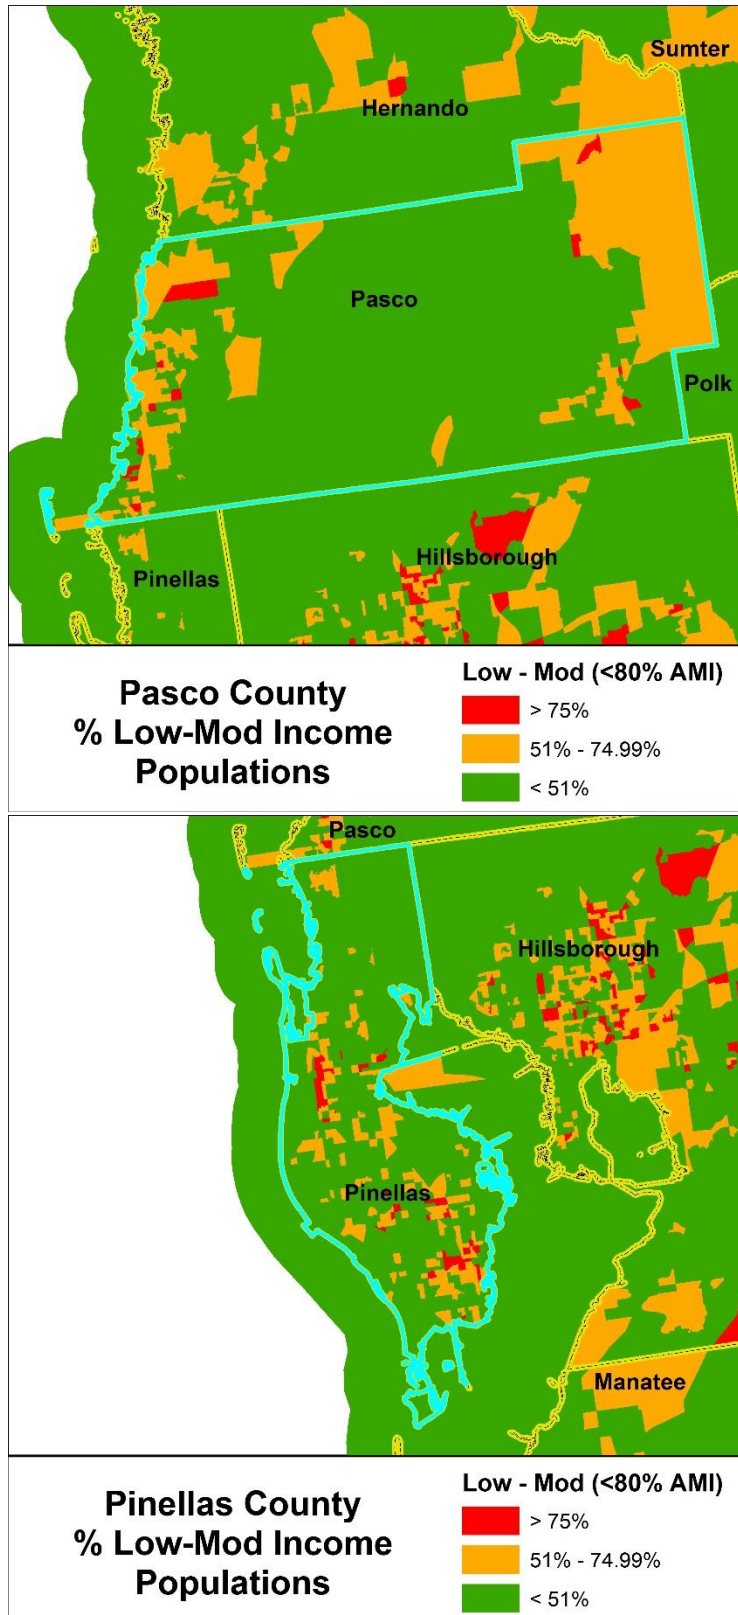 Sumter
Hernando
Pasco
Polk
Hillsborough
Pinellas
Pasco County
% Low-Mod Income
Populations
Low - Mod (<80% AMI)
> 75%
51% - 74.99%
< 51%
Pasco
Hillsborough
Pinellas
Manatee
Pinellas County
% Low-Mod Income
Populations
Low - Mod (<80% AMI)
> 75%
51% - 74.99%
< 51%